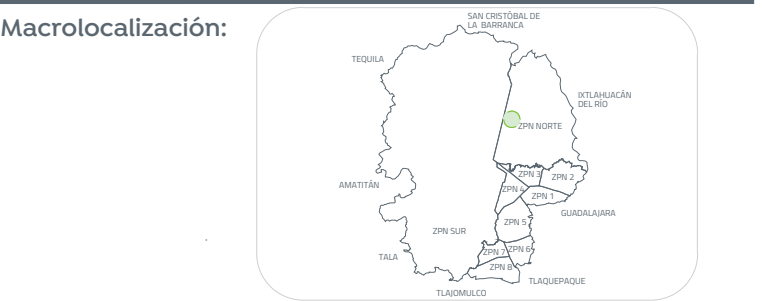 Macrolocalización:
SAN CRISTÓBAL DE
LA BARRANCA
TEQUILA
IXTLAHUACÁN
DEL RÍO
ZPN NORTE
ZPN 3
ZPN 2
AMATITÁN
ZPN 4
ZPN 1
GUADALAJARA
ZPN 5
ZPN SUR
ZPN 6
ZPN 7
TALA
ZPN 8
TLAQUEPAQUE
TLAJOMULCO